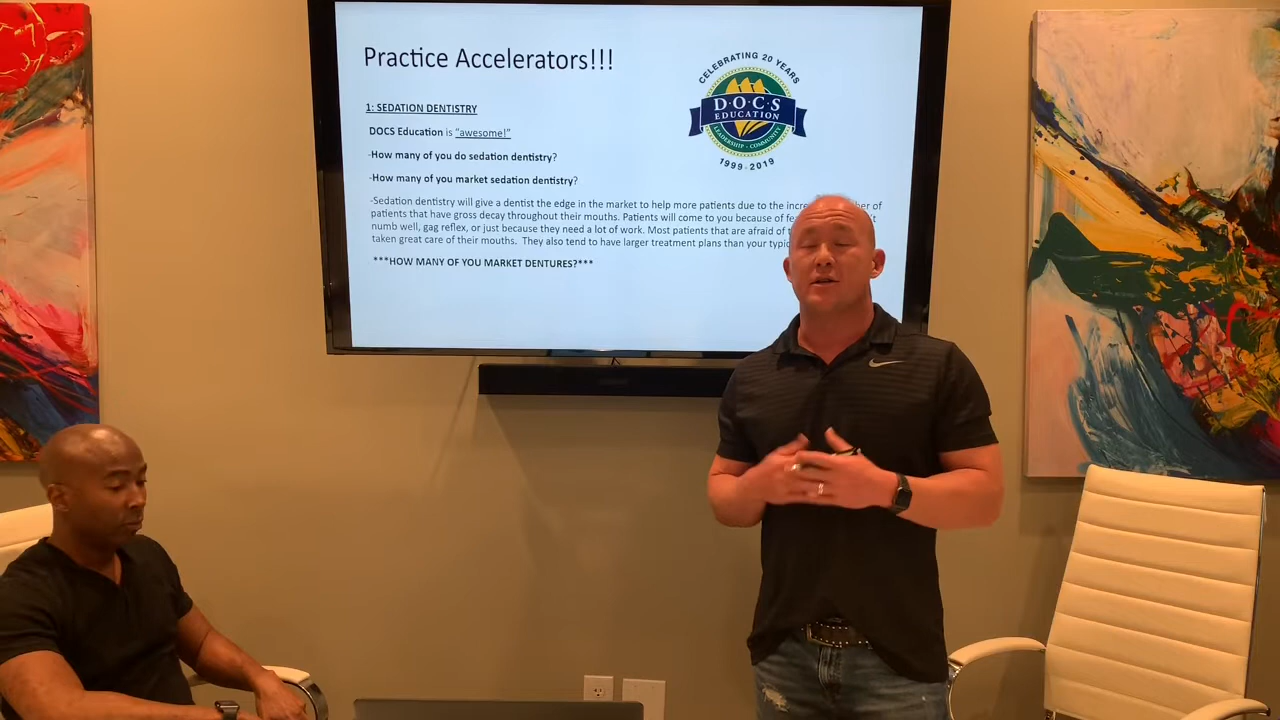 Practice Accelerators!!!
1: SEDATION DENTISTRY
DOCS Education is "awesome!"
-How many of you do sedation dentistry?
-How many of you market sedation dentistry?
-Sedation dentistry will give a dentist the edge in the market to help more patients due to the of
patients that have gross decay throughout their mouths. Patients will come to you because of
numb well, gag reflex, or just because they need a lot of work. Most patients that are afraid of
taken great care of their mouths. They also tend to have larger treatment plans than your
***HOW MANY OF YOU MARKET DENTURES?***
CELEBRATING 20 YEARS
D·O·C·S
EDUCATION
LEADERSHIP · COMMUNITY
1999-2019